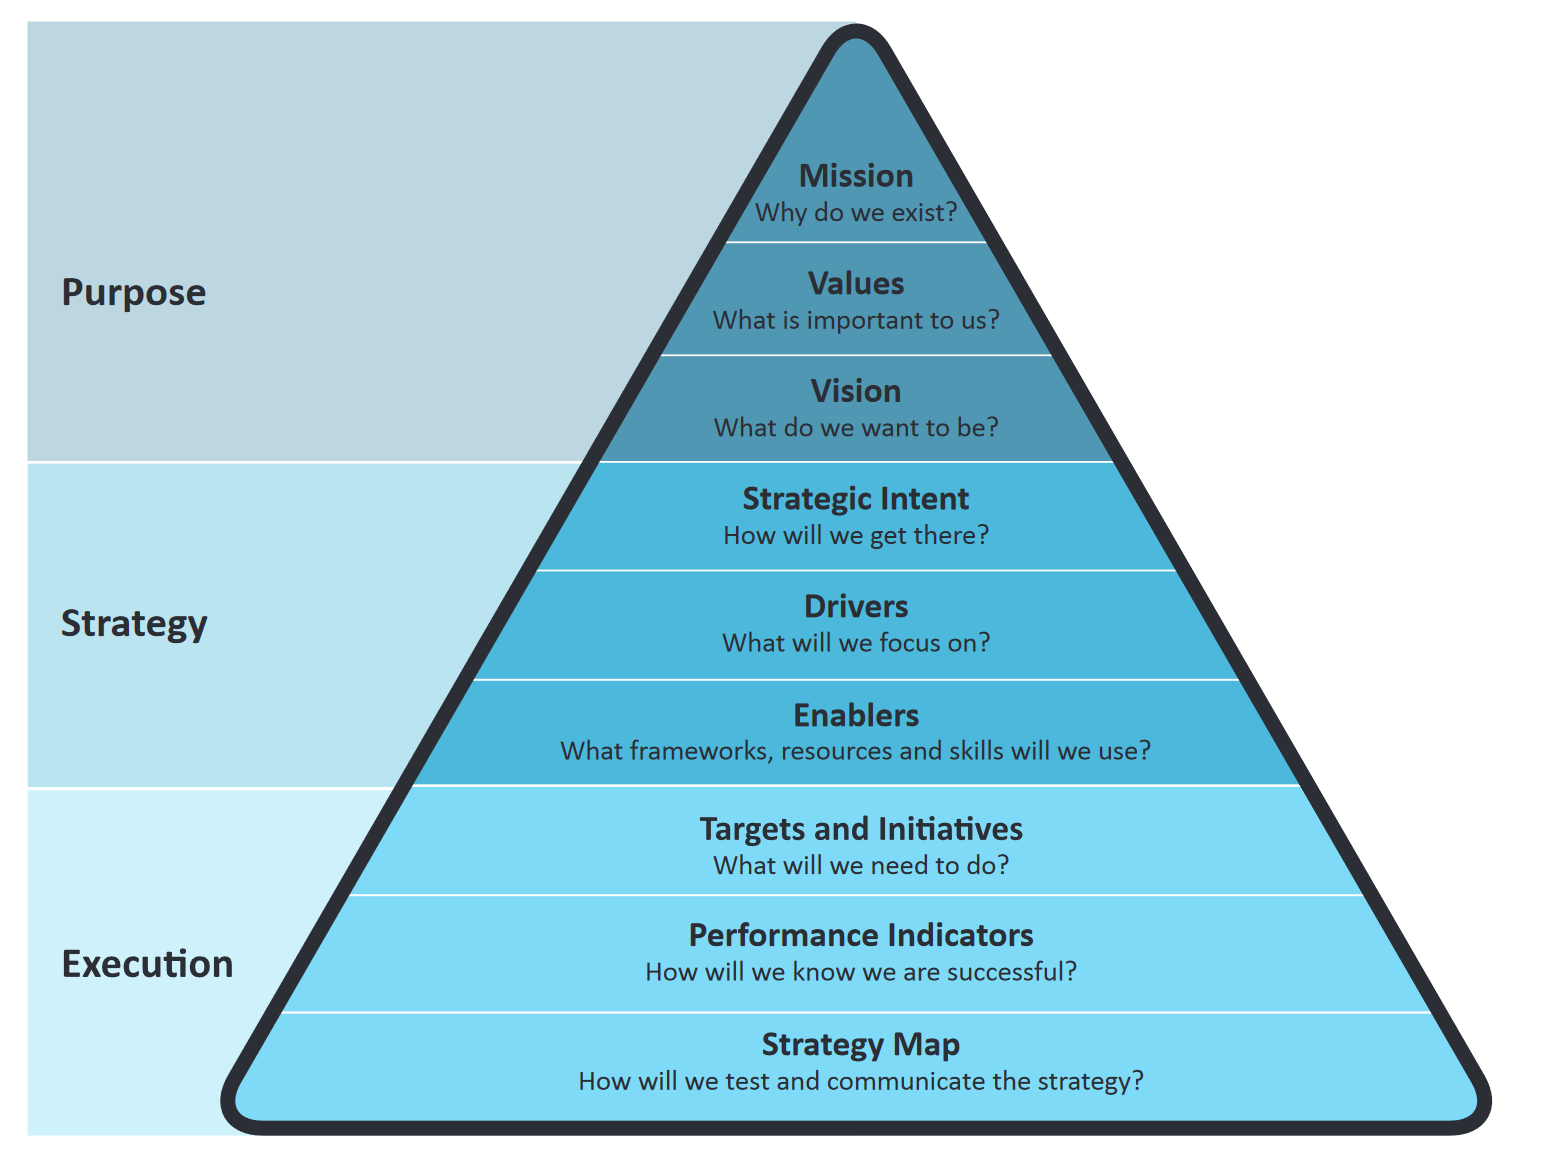 Purpose
Mission
Why do we exist?
Values
What is important to us?
Vision
What do we want to be?
Strategy
Strategic Intent
How will we get there?
Drivers
What will we focus on?
Enablers
What frameworks, resources and skills will we use?
Execution
Targets and Initiatives
What will we need to do?
Performance Indicators
How will we know we are successful?
Strategy Map
How will we test and communicate the strategy?